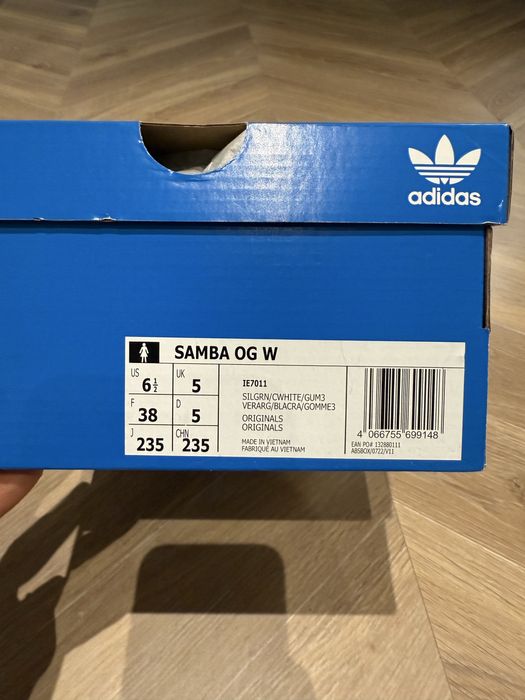 adidas
SAMBA OG W
US 6½ UK 5
F 38 D 5
J 235 CHN 235
IE7011
SILGRN/CWHITE/GUM3
VERARG/BLACRA/GOMME3
ORIGINALS
ORIGINALS
MADE IN VIETNAM
FABRIQUÉ AU VIETNAM
4 066755 699148
EAN PO# 132880111
ABSBOX/0722/V11